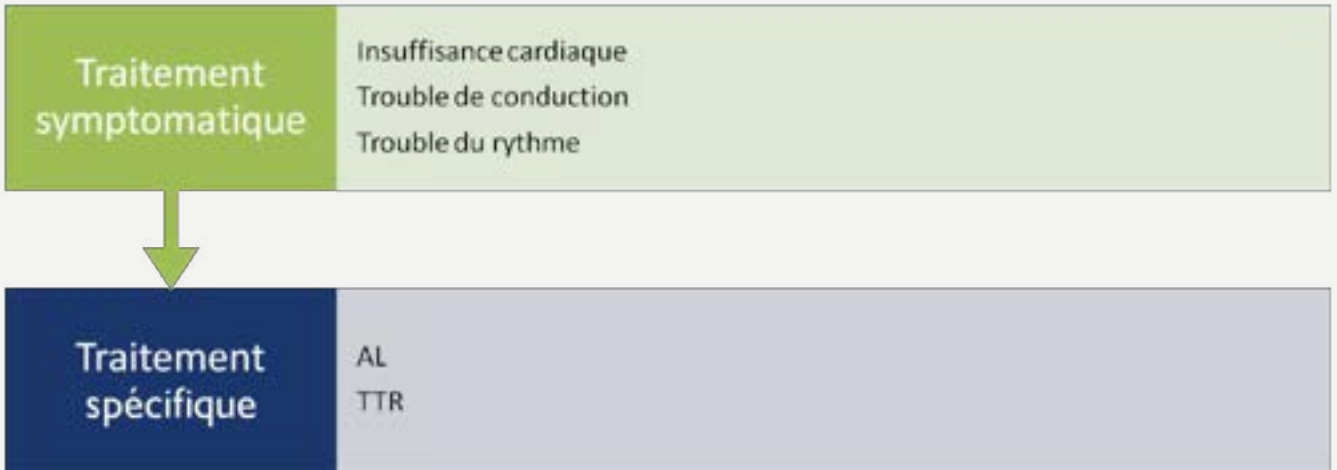 Traitement
symptomatique
Insuffisance cardiaque
Trouble de conduction
Trouble du rythme
Traitement
spécifique
AL
TTR